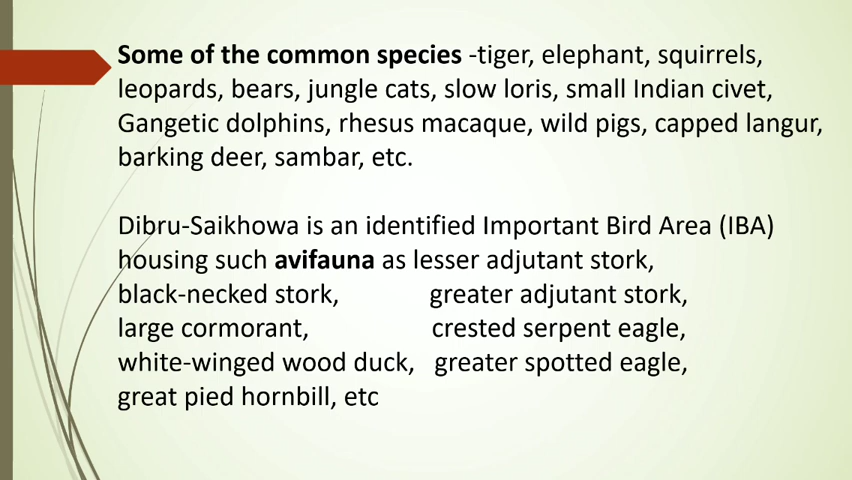 Some of the common species -tiger, elephant, squirrels,
leopards, bears, jungle cats, slow loris, small Indian civet,
Gangetic dolphins, rhesus macaque, wild pigs, capped langur,
barking deer, sambar, etc.
Dibru-Saikhowa is an identified Important Bird Area (IBA)
housing such avifauna as lesser adjutant stork,
black-necked stork, greater adjutant stork,
large cormorant, crested serpent eagle,
white-winged wood duck, greater spotted eagle,
great pied hornbill, etc